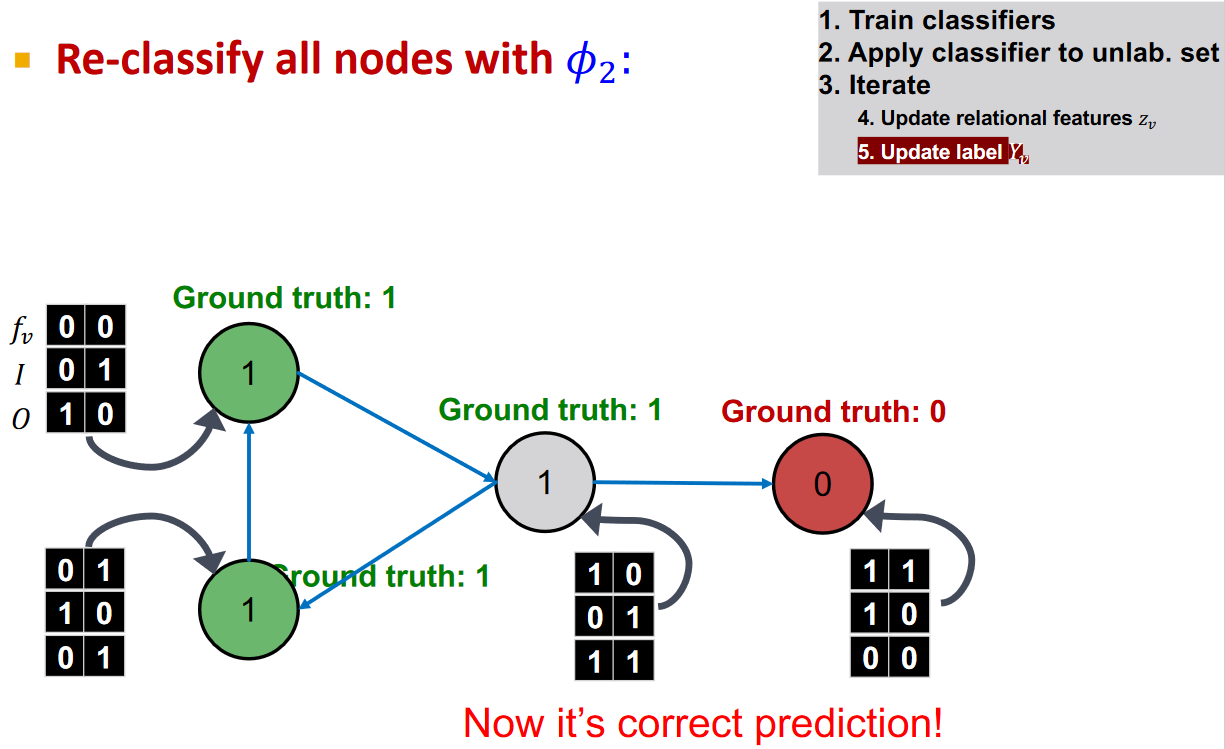 Re-classify all nodes with ϕ₂:
1. Train classifiers
2. Apply classifier to unlab. set
3. Iterate
4. Update relational features zᵥ
5. Update label Yᵥ
Ground truth: 1
fᵥ 0 0
I 0 1
O 1 0
1
Ground truth: 1
Ground truth: 0
1
0
Ground truth: 1
0 1
1 0
0 1
1
1 0
0 1
1 1
1 1
1 0
0 0
Now it's correct prediction!